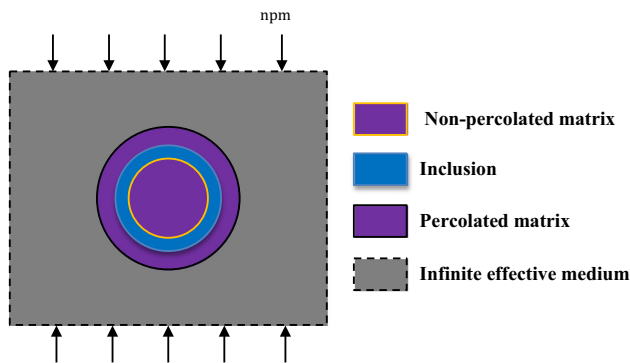 npm
Non-percolated matrix
Inclusion
Percolated matrix
Infinite effective medium